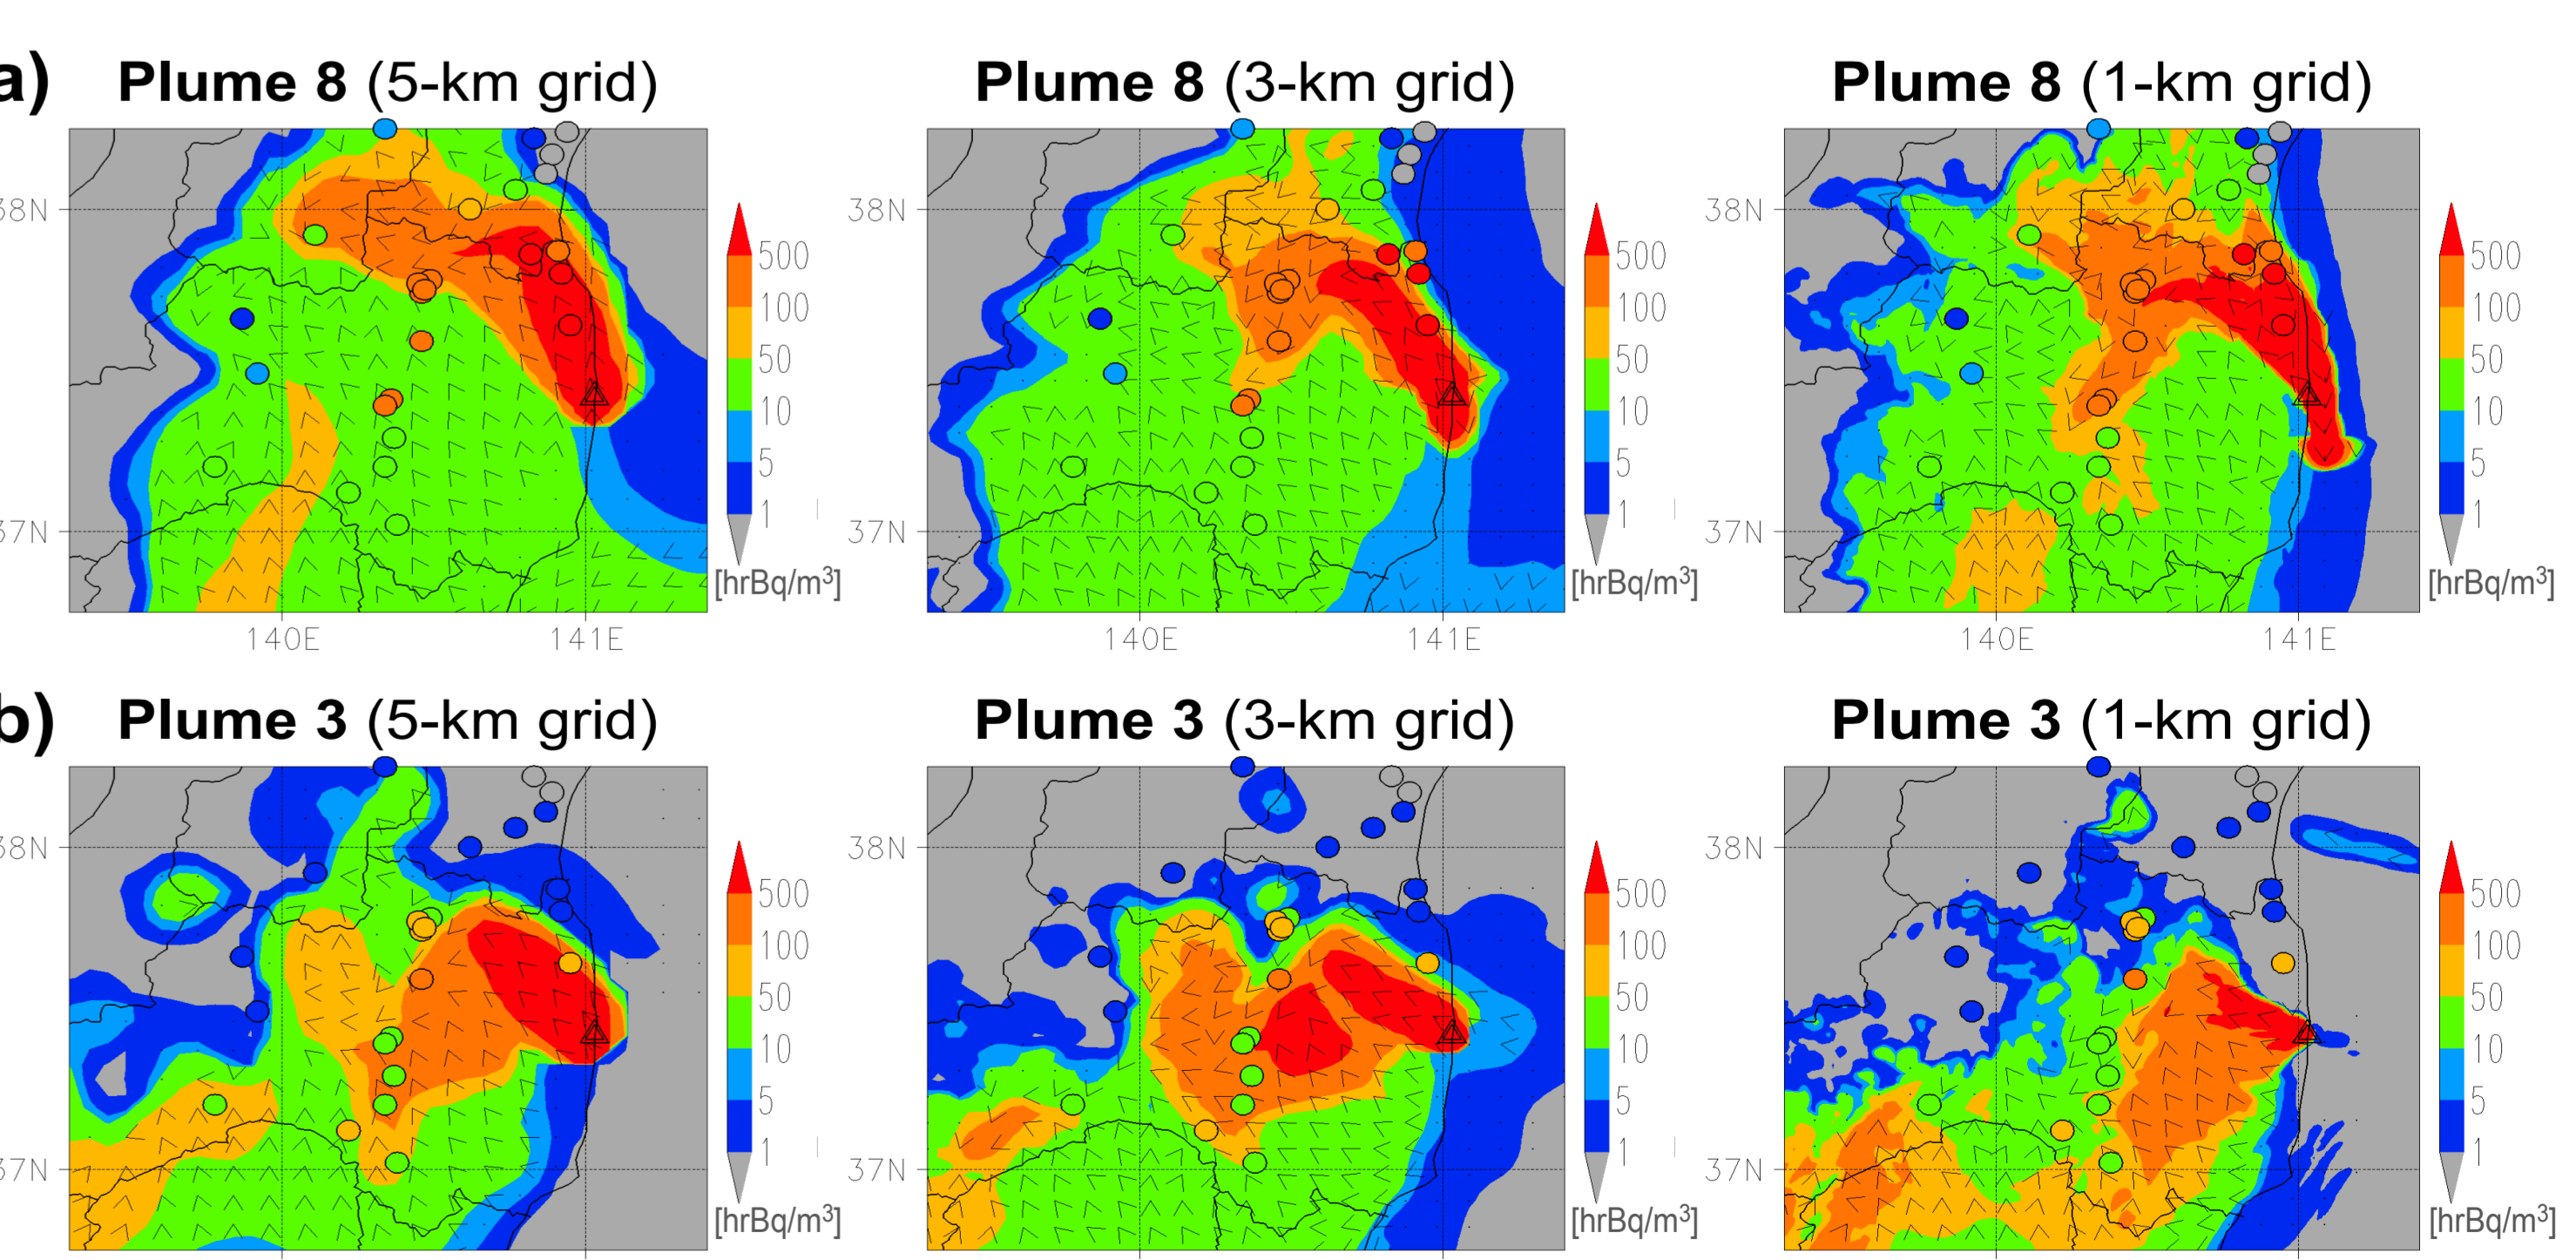 a) Plume 8 (5-km grid) Plume 8 (3-km grid) Plume 8 (1-km grid)
38N 500 100 50 10 5 1 37N [hrBq/m³] 140E 141E
38N 500 100 50 10 5 1 37N [hrBq/m³] 140E 141E
38N 500 100 50 10 5 1 37N [hrBq/m³] 140E 141E
b) Plume 3 (5-km grid) Plume 3 (3-km grid) Plume 3 (1-km grid)
38N 500 100 50 10 5 1 37N [hrBq/m³]
38N 500 100 50 10 5 1 37N [hrBq/m³]
38N 500 100 50 10 5 1 37N [hrBq/m³]